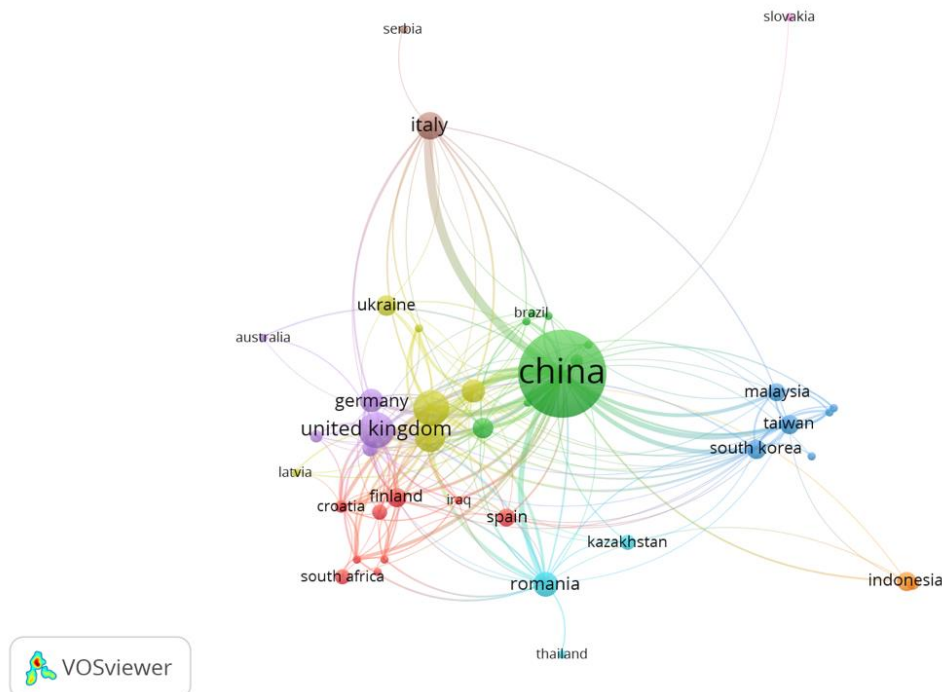 slovakia
serbia
italy
ukraine
brazil
australia
china
germany
malaysia
united kingdom
taiwan
south korea
latvia
finland
iraq
croatia
spain
kazakhstan
south africa
romania
indonesia
thailand
VOSviewer